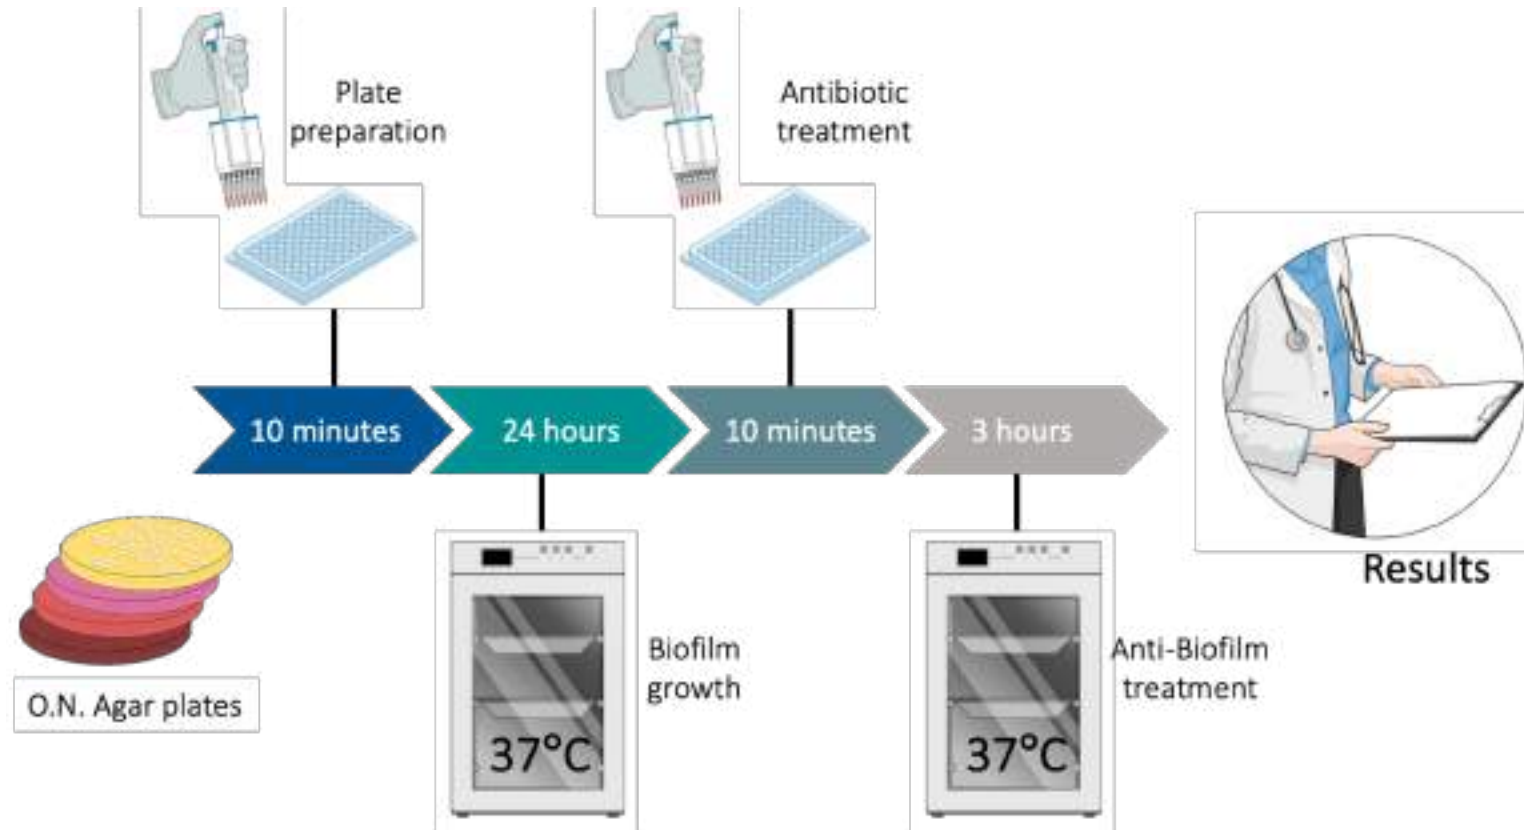 Plate
preparation
Antibiotic
treatment
10 minutes
24 hours
10 minutes
3 hours
Results
O.N. Agar plates
Biofilm
growth
37°C
Anti-Biofilm
treatment
37°C